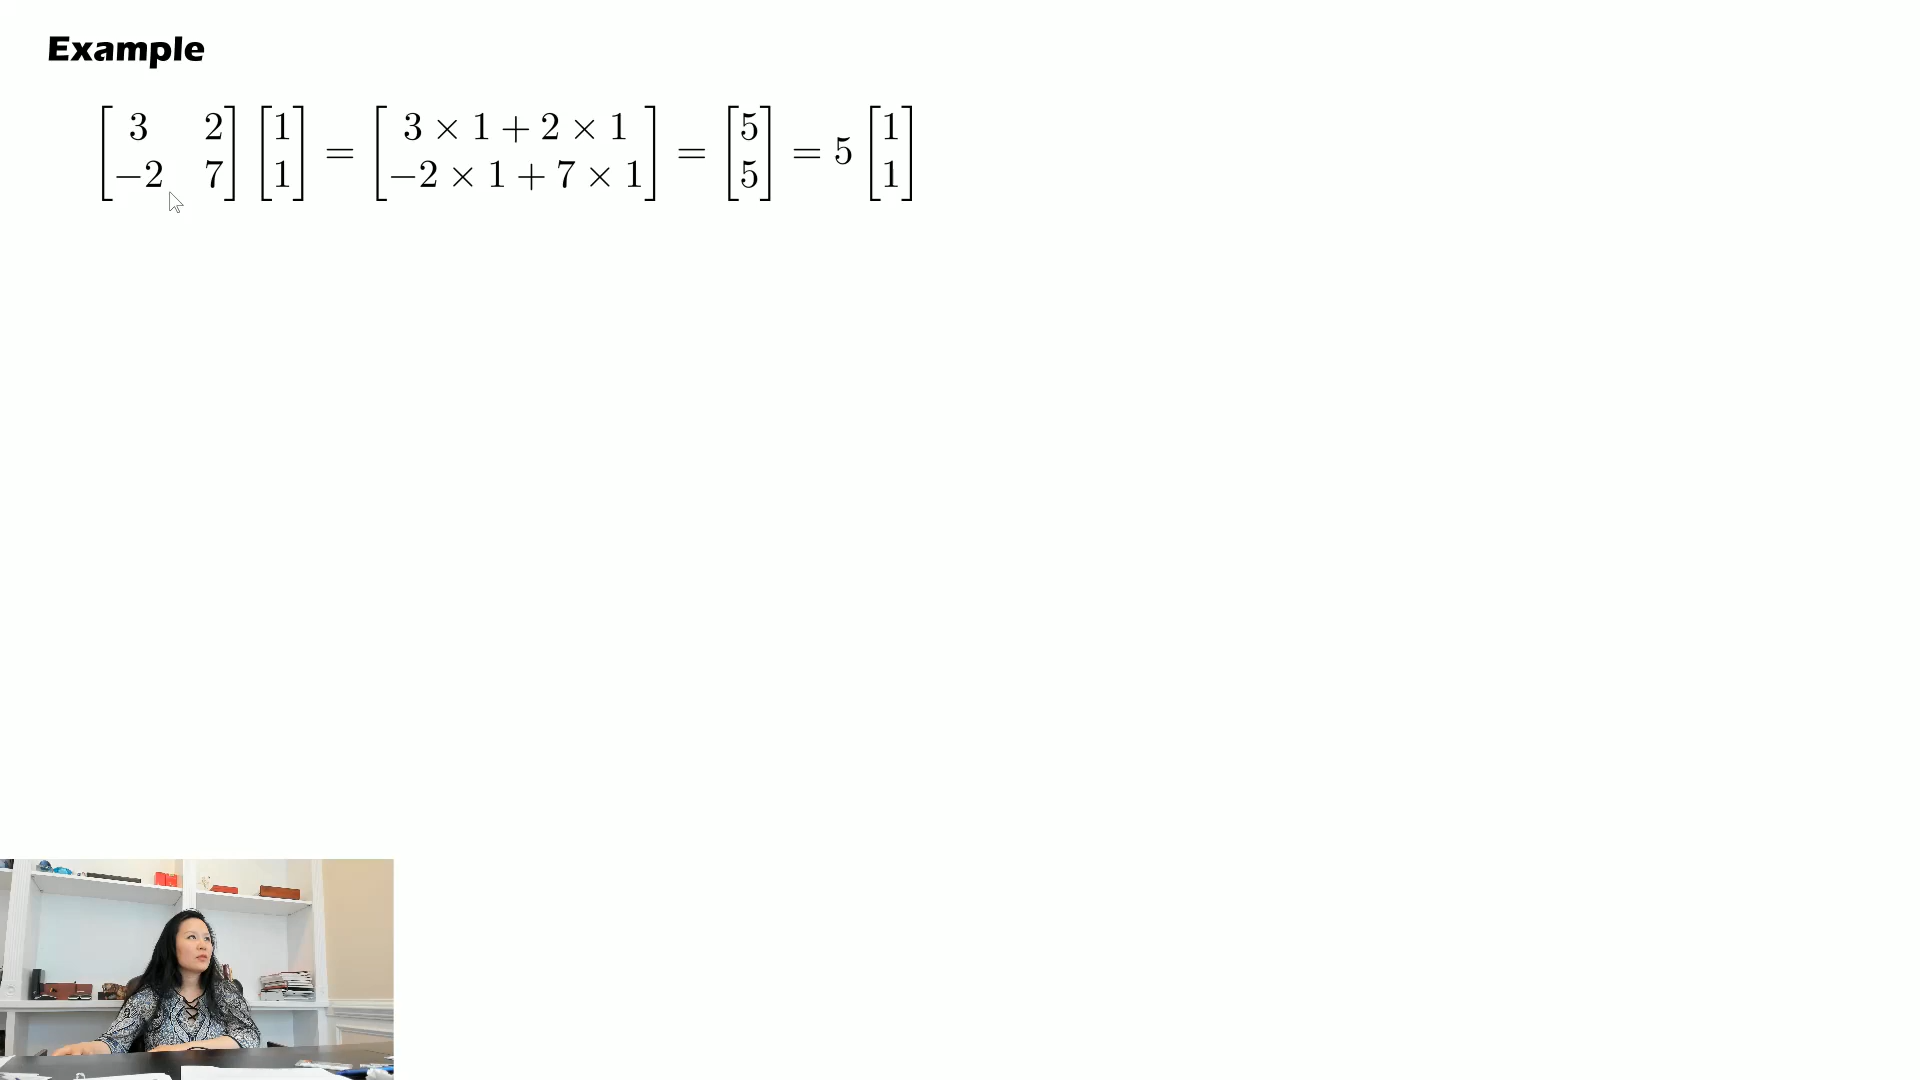 Example
[3 2; −2 7] [1; 1] = [3 × 1 + 2 × 1; −2 × 1 + 7 × 1] = [5; 5] = 5 [1; 1]